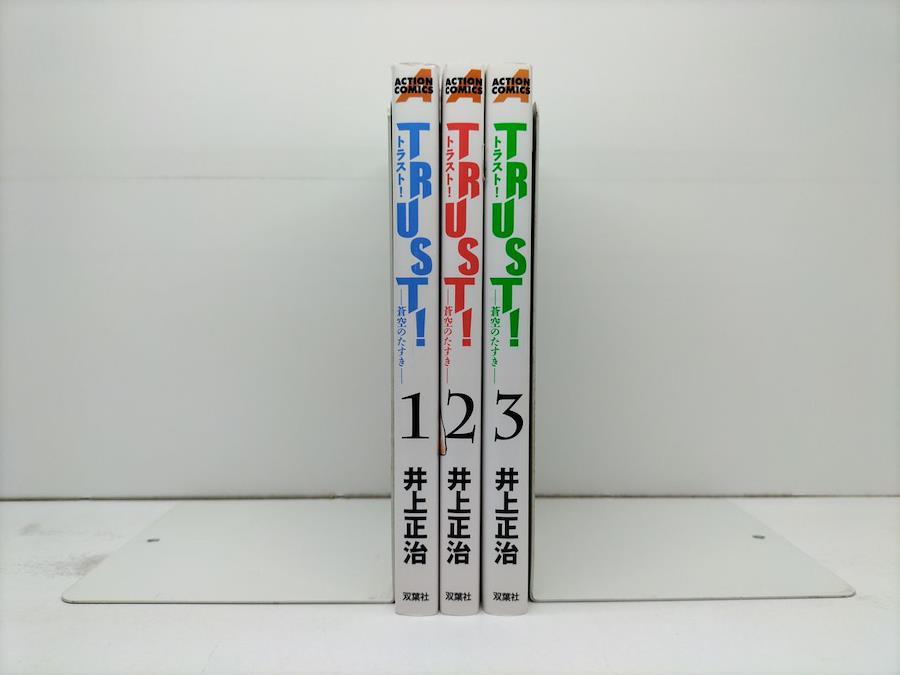 ACTION
COMICS
TRUST!
トラスト!
―蒼空のたすき―
1
井上正治
双葉社
ACTION
COMICS
TRUST!
トラスト!
―蒼空のたすき―
2
井上正治
双葉社
ACTION
COMICS
TRUST!
トラスト!
―蒼空のたすき―
3
井上正治
双葉社